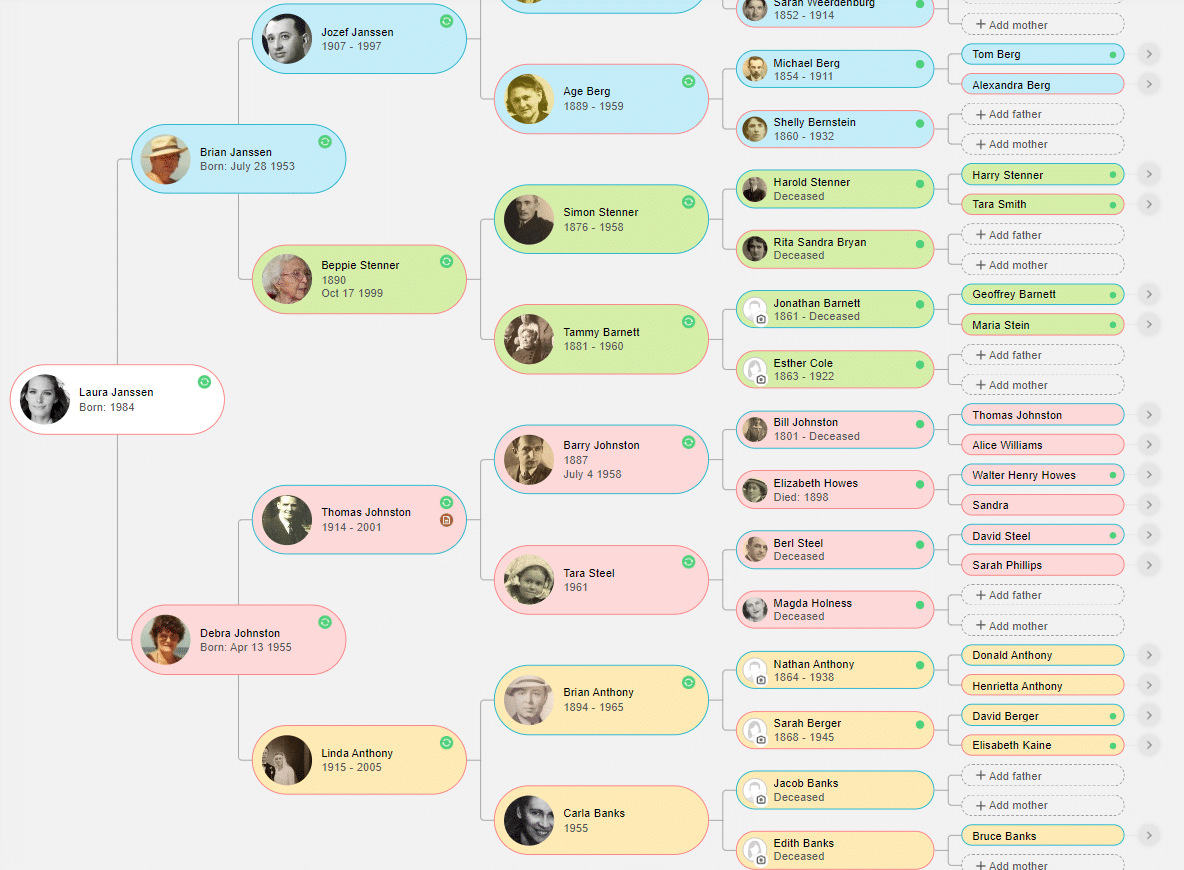 Sarah Weerdenburg
1852 - 1914
+ Add mother
Jozef Janssen
1907 - 1997
Michael Berg
1854 - 1911
Tom Berg
Alexandra Berg
Age Berg
1889 - 1959
Shelly Bernstein
1860 - 1932
+ Add father
+ Add mother
Brian Janssen
Born: July 28 1953
Harold Stenner
Deceased
Harry Stenner
Tara Smith
Simon Stenner
1876 - 1958
Rita Sandra Bryan
Deceased
+ Add father
+ Add mother
Beppie Stenner
1890
Oct 17 1999
Jonathan Barnett
1861 - Deceased
Geoffrey Barnett
Maria Stein
Tammy Barnett
1881 - 1960
Esther Cole
1863 - 1922
+ Add father
+ Add mother
Laura Janssen
Born: 1984
Bill Johnston
1801 - Deceased
Thomas Johnston
Alice Williams
Barry Johnston
1887
July 4 1958
Elizabeth Howes
Died: 1898
Walter Henry Howes
Sandra
Thomas Johnston
1914 - 2001
Berl Steel
Deceased
David Steel
Sarah Phillips
Tara Steel
1961
Magda Holness
Deceased
+ Add father
+ Add mother
Debra Johnston
Born: Apr 13 1955
Nathan Anthony
1864 - 1938
Donald Anthony
Henrietta Anthony
Brian Anthony
1894 - 1965
Sarah Berger
1868 - 1945
David Berger
Elisabeth Kaine
Linda Anthony
1915 - 2005
Jacob Banks
Deceased
+ Add father
+ Add mother
Carla Banks
1955
Edith Banks
Deceased
Bruce Banks
+ Add mother